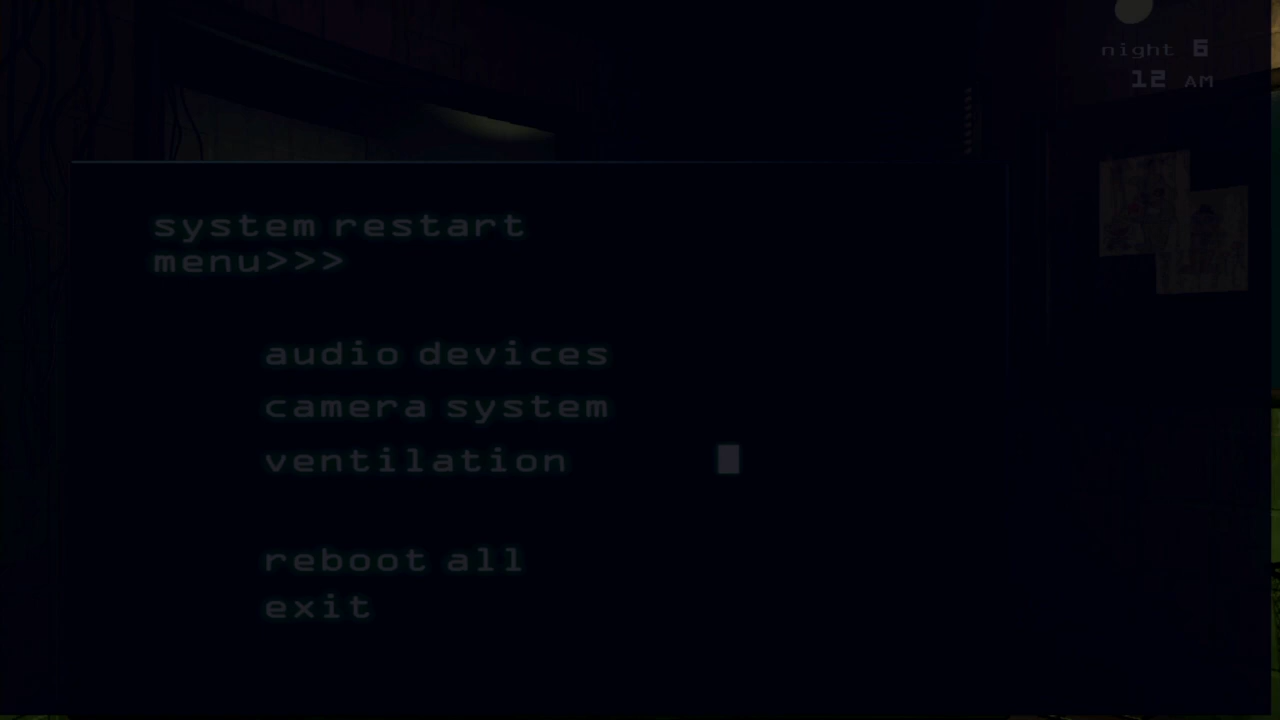 night 6
12 AM
system restart
menu>>>
audio devices
camera system
ventilation
reboot all
exit